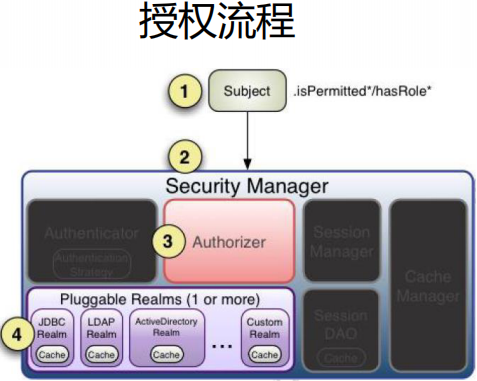 授权流程
1
Subject
.isPermitted*/hasRole*
2
Security Manager
Authenticator
Authentication
Strategy
3
Authorizer
Session
Manager
Cache
Manager
Pluggable Realms (1 or more)
4
JDBC
Realm
Cache
LDAP
Realm
Cache
ActiveDirectory
Realm
Cache
...
Custom
Realm
Cache
Session
DAO
Cache